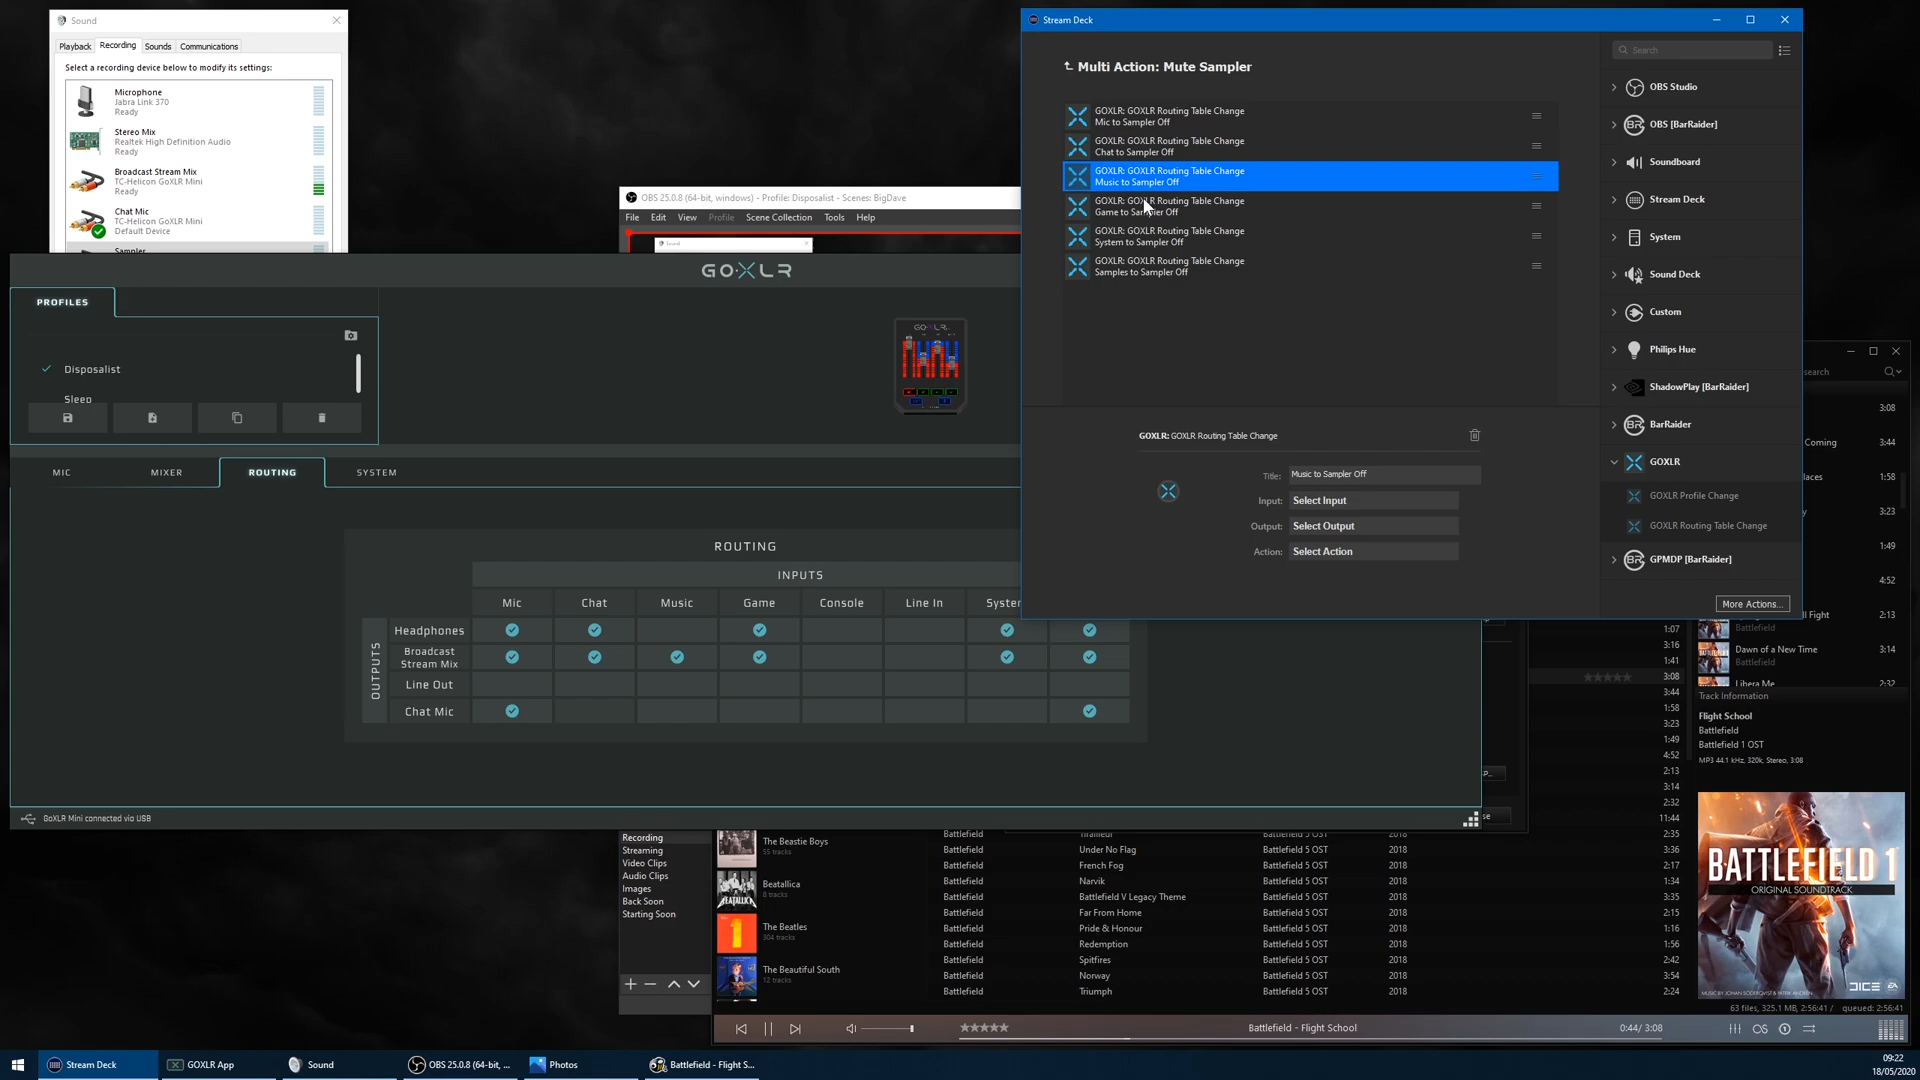 Sound
Playback
Recording
Sounds
Communications
Select a recording device below to modify its settings:
Microphone
Jabra Link 370
Ready
Stereo Mix
Realtek High Definition Audio
Ready
Broadcast Stream Mix
TC-Helicon GoXLR Mini
Ready
Chat Mic
TC-Helicon GoXLR Mini
Default Device
Sampler
OBS 25.0.8 (64-bit, windows) - Profile: Disposalist - Scenes: BigDave
File Edit View Profile Scene Collection Tools Help
Sound
GO·XLR
PROFILES
Disposalist
Sleep
MIC
MIXER
ROUTING
SYSTEM
ROUTING
INPUTS
Mic Chat Music Game Console Line In System
OUTPUTS
Headphones
Broadcast
Stream Mix
Line Out
Chat Mic
GoXLR Mini connected via USB
Stream Deck
Multi Action: Mute Sampler
GOXLR: GOXLR Routing Table Change
Mic to Sampler Off
GOXLR: GOXLR Routing Table Change
Chat to Sampler Off
GOXLR: GOXLR Routing Table Change
Music to Sampler Off
GOXLR: GOXLR Routing Table Change
Game to Sampler Off
GOXLR: GOXLR Routing Table Change
System to Sampler Off
GOXLR: GOXLR Routing Table Change
Samples to Sampler Off
GOXLR: GOXLR Routing Table Change
Title: Music to Sampler Off
Input: Select Input
Output: Select Output
Action: Select Action
Search
OBS Studio
OBS [BarRaider]
Soundboard
Stream Deck
System
Sound Deck
Custom
Philips Hue
ShadowPlay [BarRaider]
BarRaider
GOXLR
GOXLR Profile Change
GOXLR Routing Table Change
GPMDP [BarRaider]
More Actions...
search
3:08
Coming 3:44
laces 1:58
y 3:23
1:49
4:52
ll Fight 2:13
Battlefield
1:07
3:16
1:41
3:08
3:44
1:58
3:23
1:49
4:52
2:13
3:14
2:32
11:44
Dawn of a New Time 3:14
Battlefield
Libera Me 2:32
Track Information
Flight School
Battlefield
Battlefield 1 OST
MP3 44.1 kHz, 320k, Stereo, 3:08
BATTLEFIELD 1
ORIGINAL SOUNDTRACK
MUSIC BY JOHAN SÖDERQVIST & PATRIK ANDRÉN
DICE EA
63 files, 325.1 MB, 2:56:41 / queued: 2:56:41
Recording
Streaming
Video Clips
Audio Clips
Images
Back Soon
Starting Soon
The Beastie Boys
55 tracks
Beatallica
8 tracks
The Beatles
304 tracks
The Beautiful South
12 tracks
Battlefield Tirailleur Battlefield 5 OST 2018 2:35
Battlefield Under No Flag Battlefield 5 OST 2018 3:36
Battlefield French Fog Battlefield 5 OST 2018 2:17
Battlefield Narvik Battlefield 5 OST 2018 1:34
Battlefield Battlefield V Legacy Theme Battlefield 5 OST 2018 3:35
Battlefield Far From Home Battlefield 5 OST 2018 2:15
Battlefield Pride & Honour Battlefield 5 OST 2018 1:16
Battlefield Redemption Battlefield 5 OST 2018 1:56
Battlefield Spitfires Battlefield 5 OST 2018 2:42
Battlefield Norway Battlefield 5 OST 2018 3:54
Battlefield Triumph Battlefield 5 OST 2018 2:24
Battlefield - Flight School
0:44 / 3:08
Stream Deck
GOXLR App
Sound
OBS 25.0.8 (64-bit, ...
Photos
Battlefield - Flight S...
09:22
18/05/2020